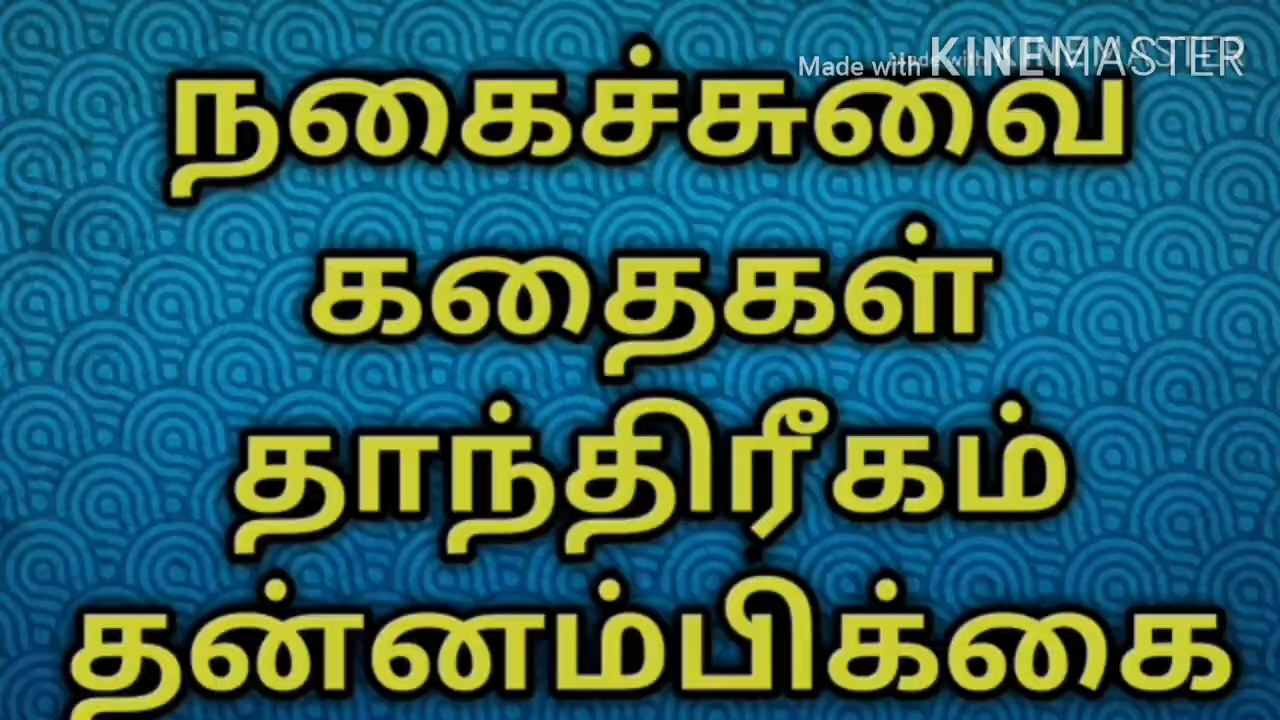 Made with KINEMASTER
நகைச்சுவை
கதைகள்
தாந்திரீகம்
தன்னம்பிக்கை